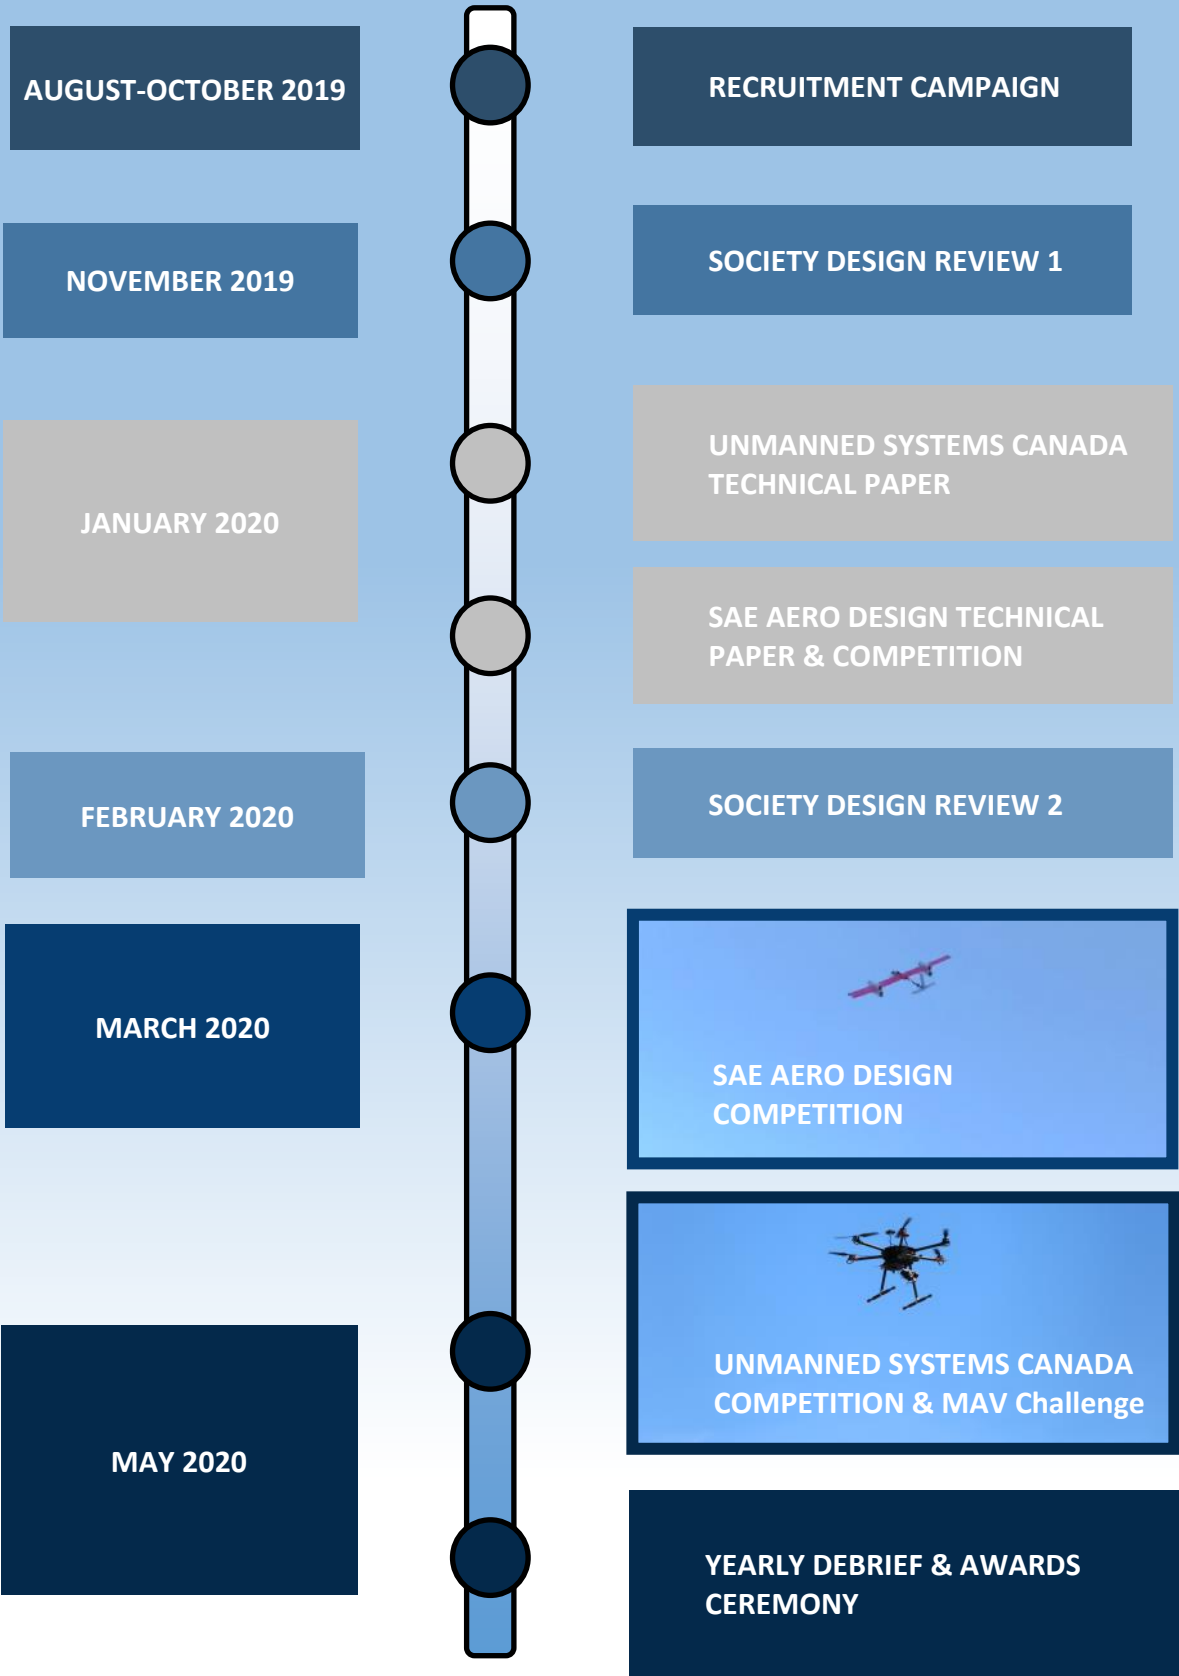 AUGUST-OCTOBER 2019
RECRUITMENT CAMPAIGN
NOVEMBER 2019
SOCIETY DESIGN REVIEW 1
JANUARY 2020
UNMANNED SYSTEMS CANADA
TECHNICAL PAPER
SAE AERO DESIGN TECHNICAL
PAPER & COMPETITION
FEBRUARY 2020
SOCIETY DESIGN REVIEW 2
MARCH 2020
SAE AERO DESIGN
COMPETITION
MAY 2020
UNMANNED SYSTEMS CANADA
COMPETITION & MAV Challenge
YEARLY DEBRIEF & AWARDS
CEREMONY